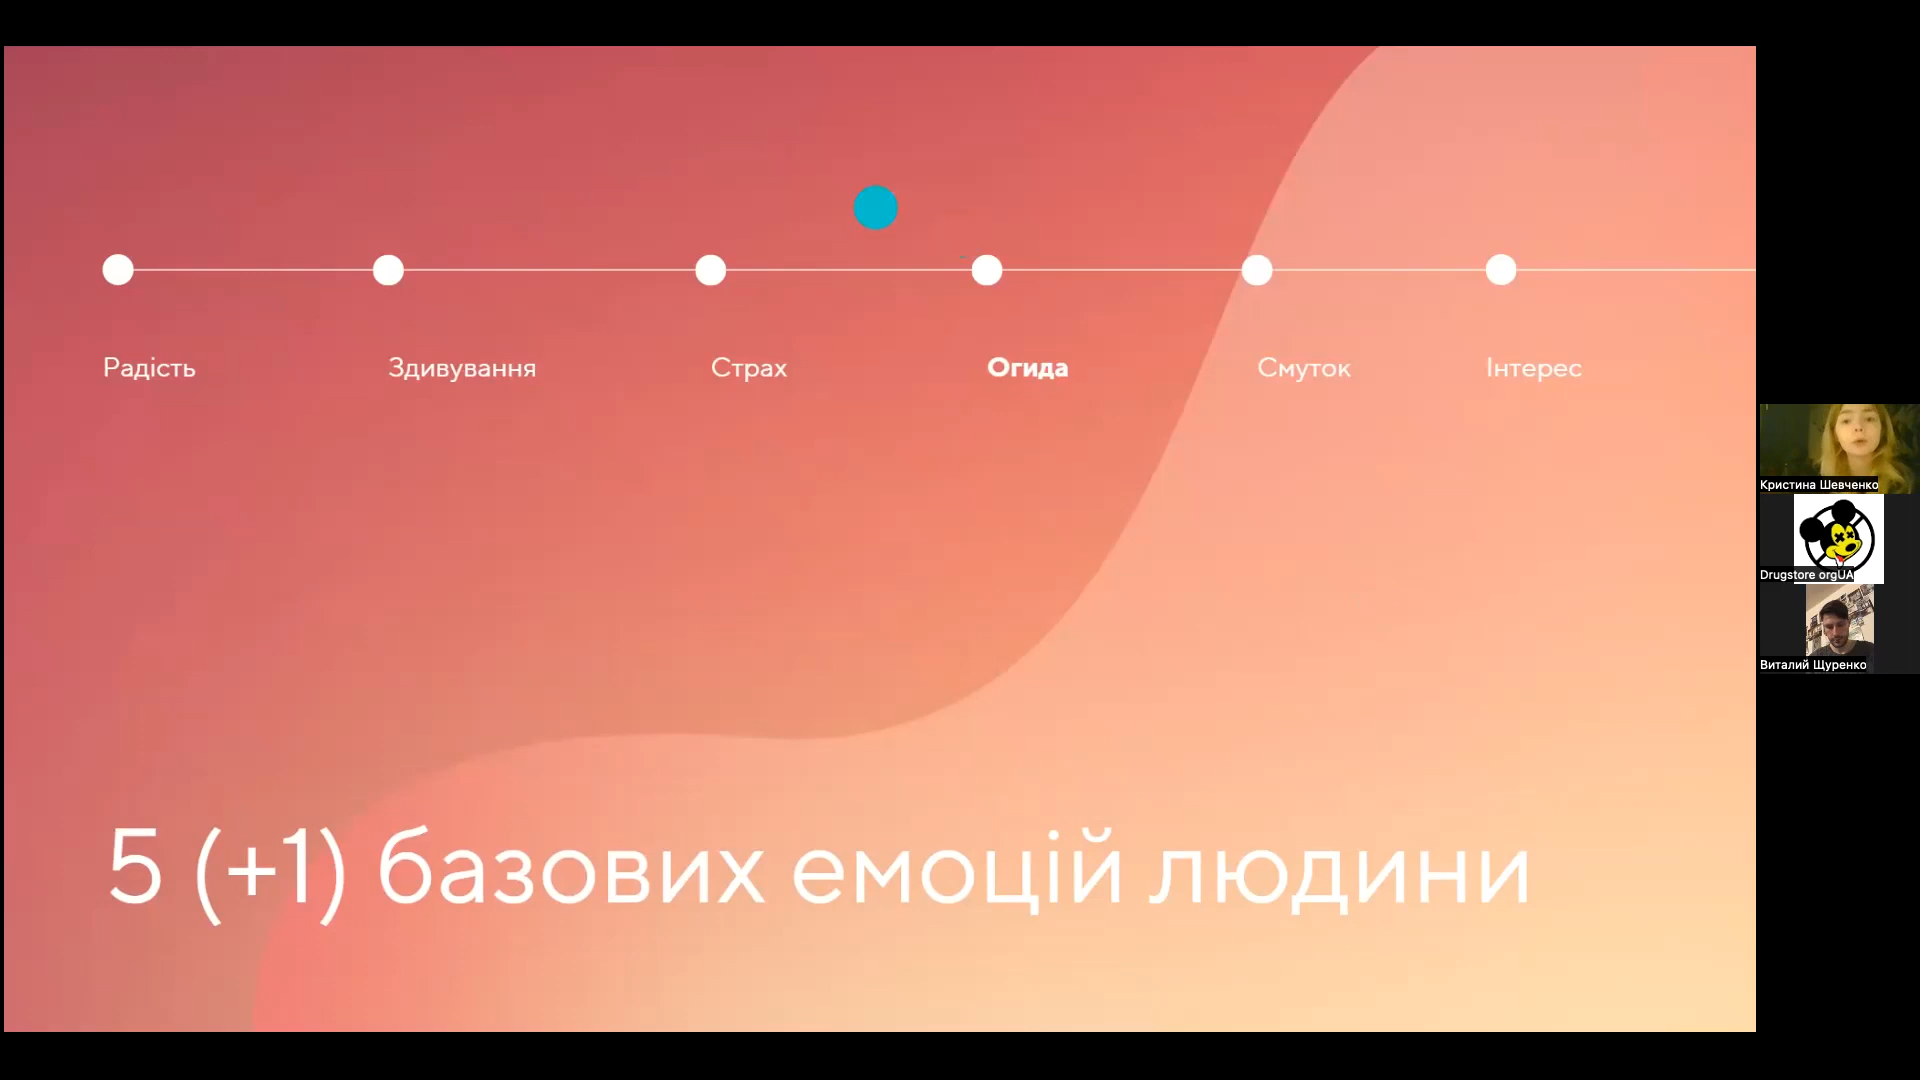 Радість
Здивування
Страх
Огида
Смуток
Інтерес
5 (+1) базових емоцій людини
Кристина Шевченко
Drugstore orgUA
Виталий Щуренко